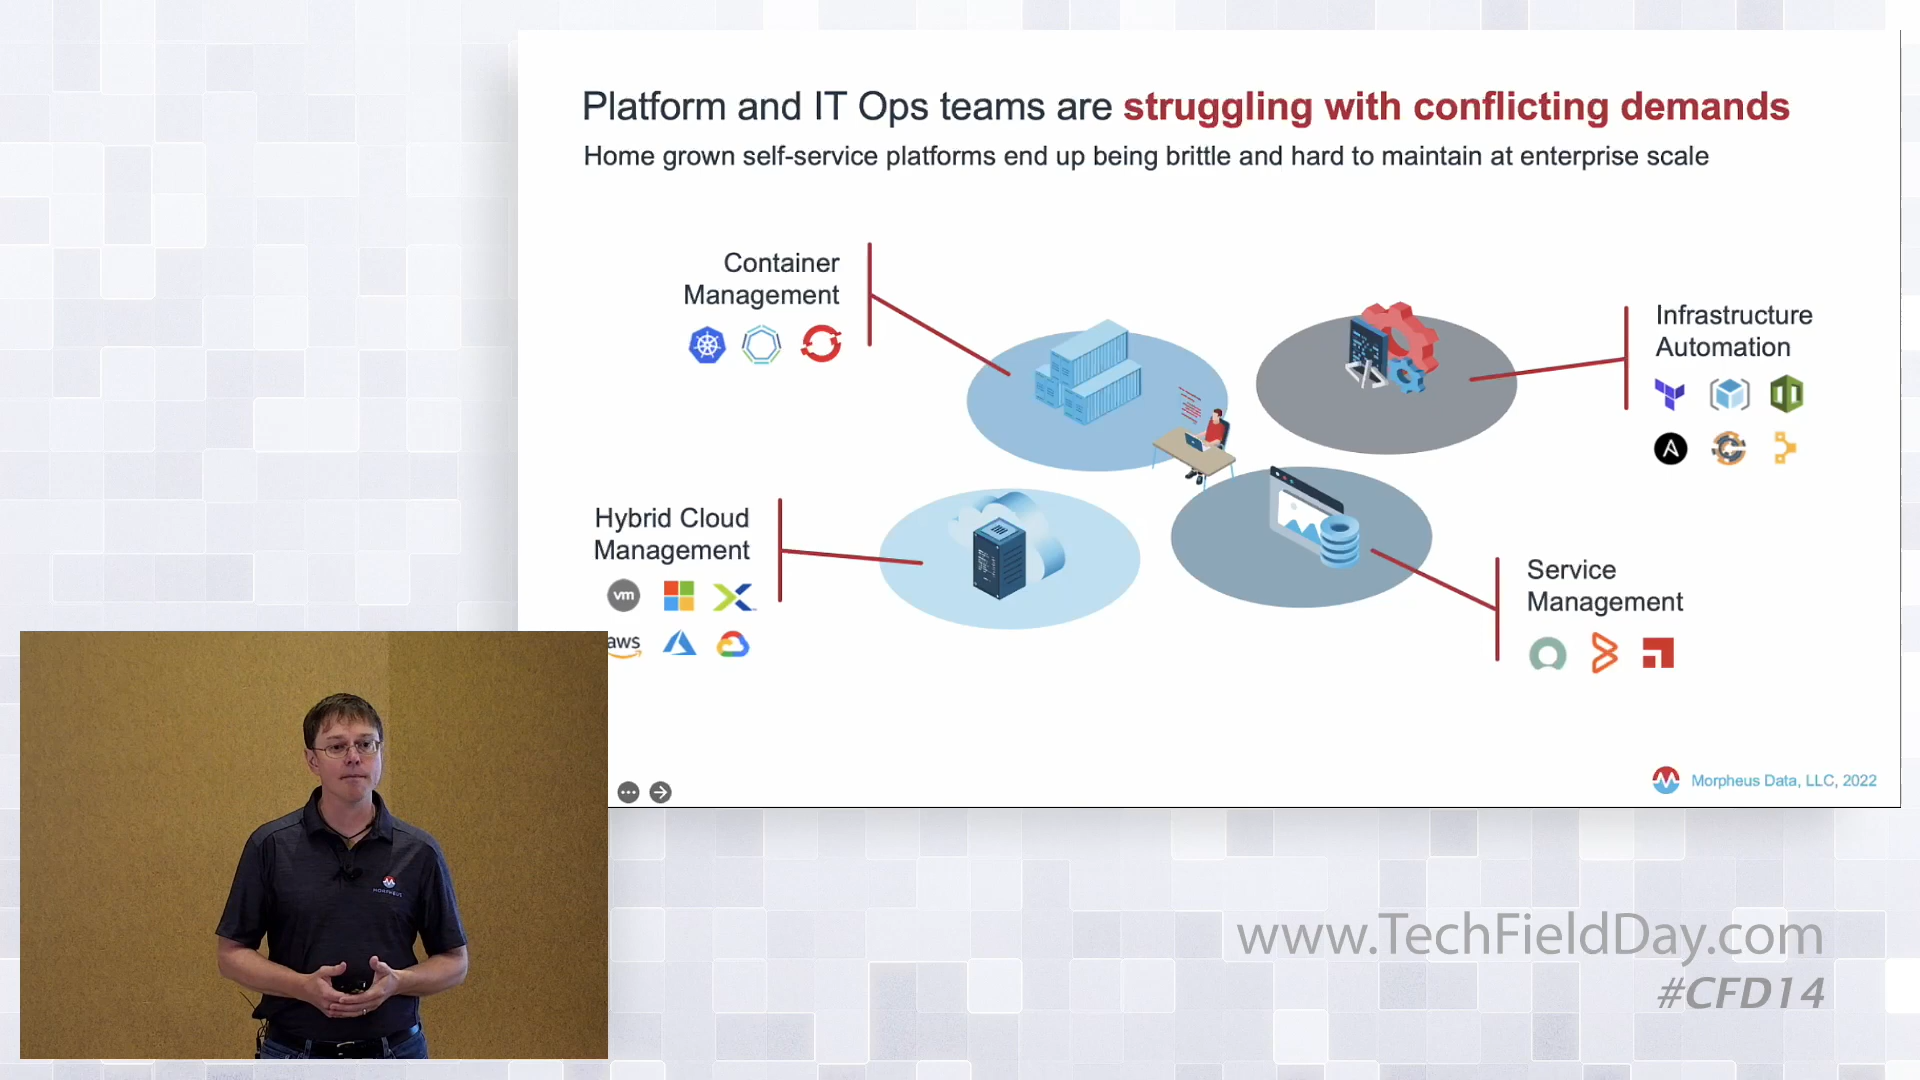 Platform and IT Ops teams are struggling with conflicting demands
Home grown self-service platforms end up being brittle and hard to maintain at enterprise scale
Container
Management
Infrastructure
Automation
A
Hybrid Cloud
Management
vm
aws
Service
Management
Morpheus Data, LLC, 2022
MORPHEUS
www.TechFieldDay.com
#CFD14